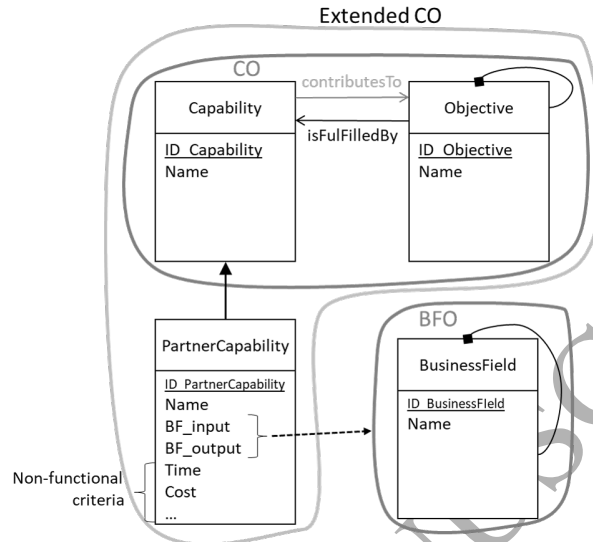 Extended CO
CO
contributesTo
Capability
Objective
isFulFilledBy
ID_Capability
Name
ID_Objective
Name
BFO
PartnerCapability
BusinessField
ID_PartnerCapability
Name
BF_input
BF_output
Time
Cost
...
ID_BusinessFIeld
Name
Non-functional
criteria